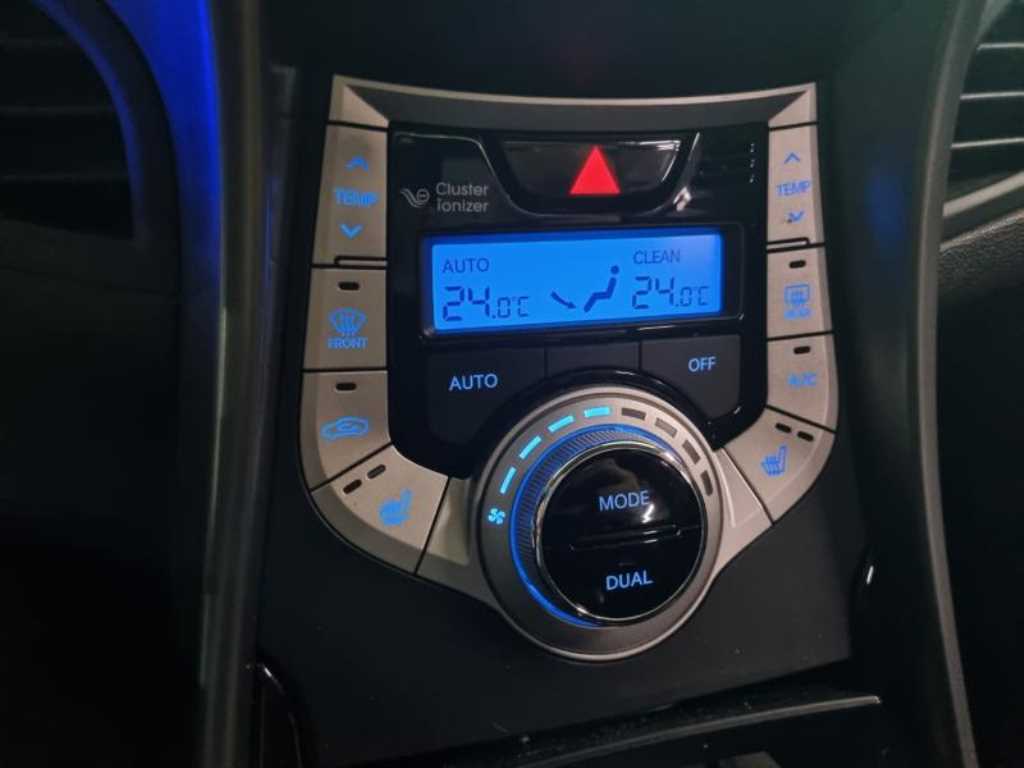 TEMP
Cluster
Ionizer
TEMP
AUTO
CLEAN
24.0°C
24.0°C
FRONT
REAR
AUTO
OFF
A/C
MODE
DUAL